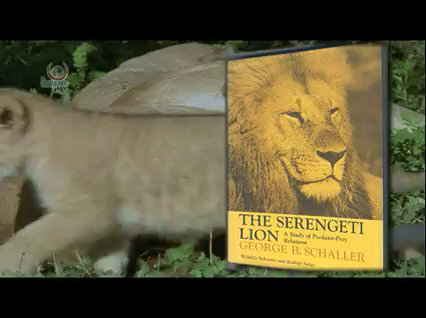 THE SERENGETI
LION A Study of Predator-Prey
Relations
GEORGE B. SCHALLER